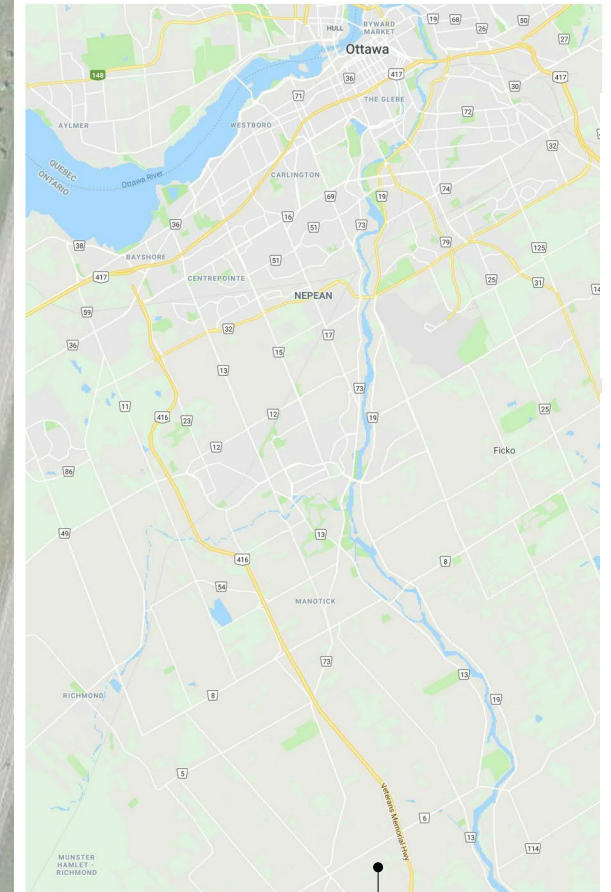 BYWARD
MARKET
19
68
50
HULL
26
27
Ottawa
417
148
36
417
30
71
THE GLEBE
72
AYLMER
WESTBORO
32
QUEBEC
ONTARIO
Ottawa River
CARLINGTON
74
69
19
16
36
51
73
38
79
125
BAYSHORE
51
417
CENTREPOINTE
25
31
14
NEPEAN
59
32
17
36
15
13
73
11
12
25
416
23
19
12
Ficko
86
49
13
416
8
54
MANOTICK
73
13
RICHMOND
8
19
5
Veterans Memorial Hwy
6
13
114
MUNSTER
HAMLET -
RICHMOND